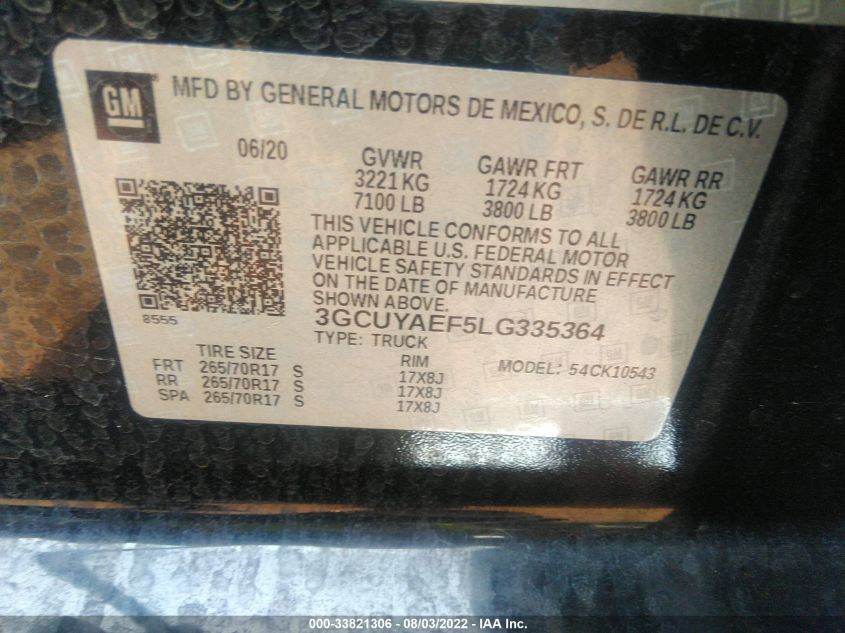 GM
MFD BY GENERAL MOTORS DE MEXICO, S. DE R.L. DE C.V.
06/20
GVWR GAWR FRT GAWR RR
3221 KG 1724 KG 1724 KG
7100 LB 3800 LB 3800 LB
THIS VEHICLE CONFORMS TO ALL
APPLICABLE U.S. FEDERAL MOTOR
VEHICLE SAFETY STANDARDS IN EFFECT
ON THE DATE OF MANUFACTURE
SHOWN ABOVE.
8555
3GCUYAEF5LG335364
TYPE: TRUCK
MODEL: 54CK10543
TIRE SIZE RIM
FRT 265/70R17 S 17X8J
RR 265/70R17 S 17X8J
SPA 265/70R17 S 17X8J
000-33821306 - 08/03/2022 - IAA Inc.